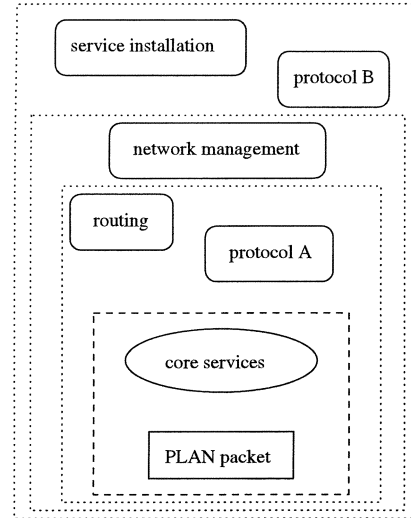 service installation
protocol B
network management
routing
protocol A
core services
PLAN packet